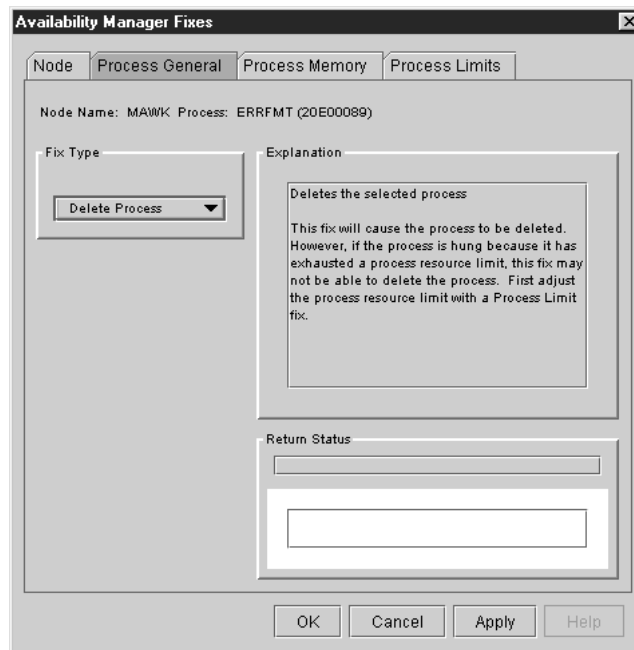 Availability Manager Fixes
Node
Process General
Process Memory
Process Limits
Node Name: MAWK Process: ERRFMT (20E00089)
Fix Type
Delete Process
Explanation
Deletes the selected process
This fix will cause the process to be deleted.
However, if the process is hung because it has
exhausted a process resource limit, this fix may
not be able to delete the process. First adjust
the process resource limit with a Process Limit
fix.
Return Status
OK
Cancel
Apply
Help